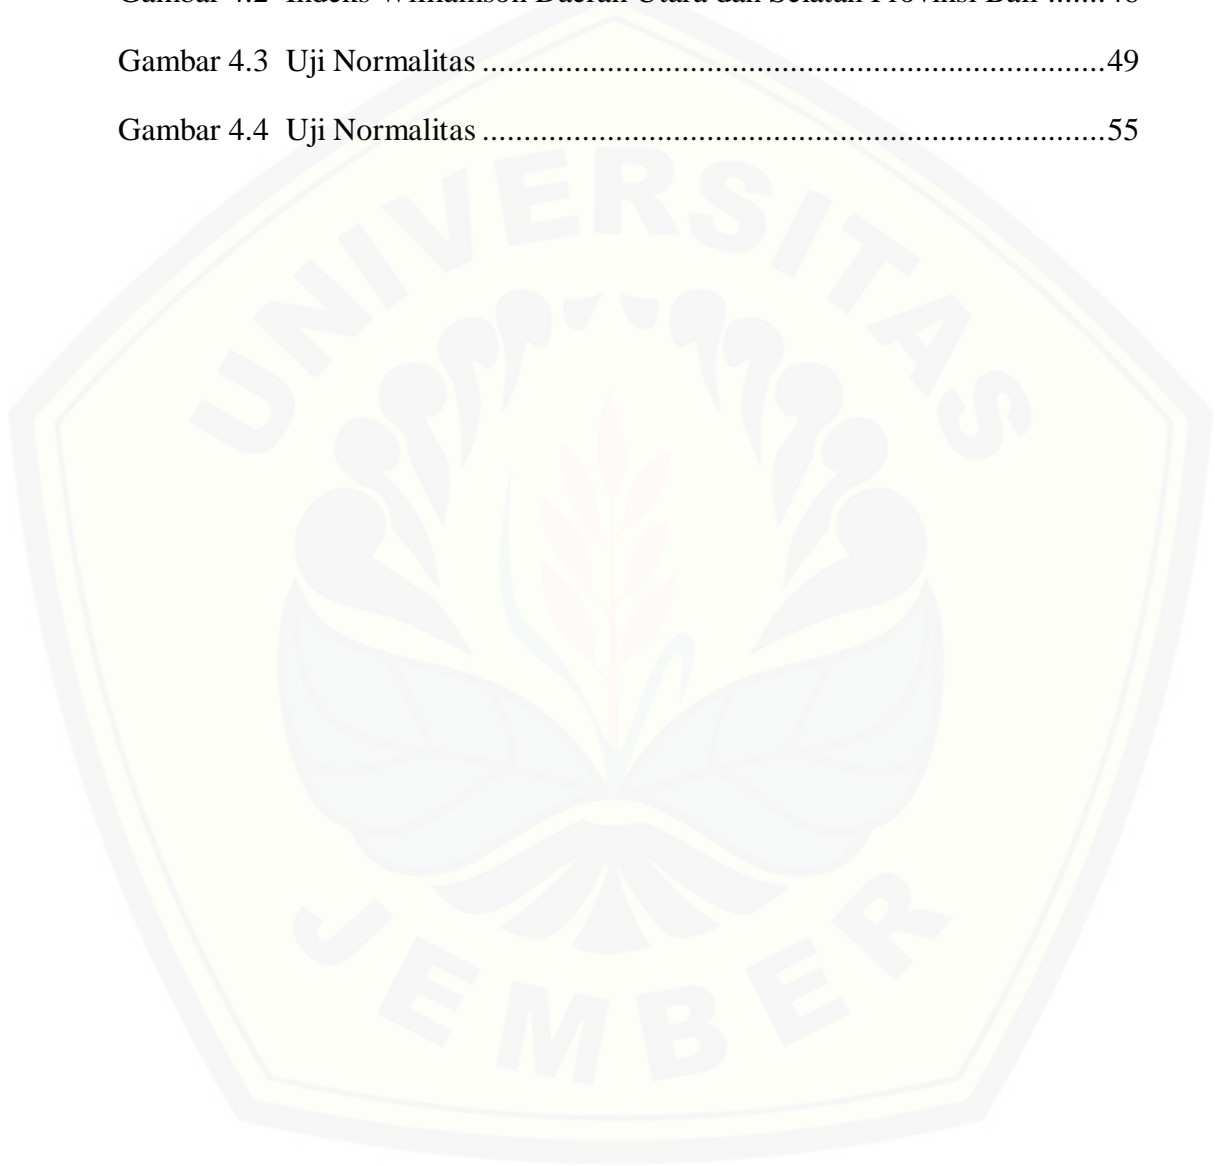 Gambar 4.2 Indeks Williamson Daerah Utara dan Selatan Provinsi Bali .......48
Gambar 4.3 Uji Normalitas ...........................................................................49
Gambar 4.4 Uji Normalitas ...........................................................................55
UNIVERSITAS
JEMBER